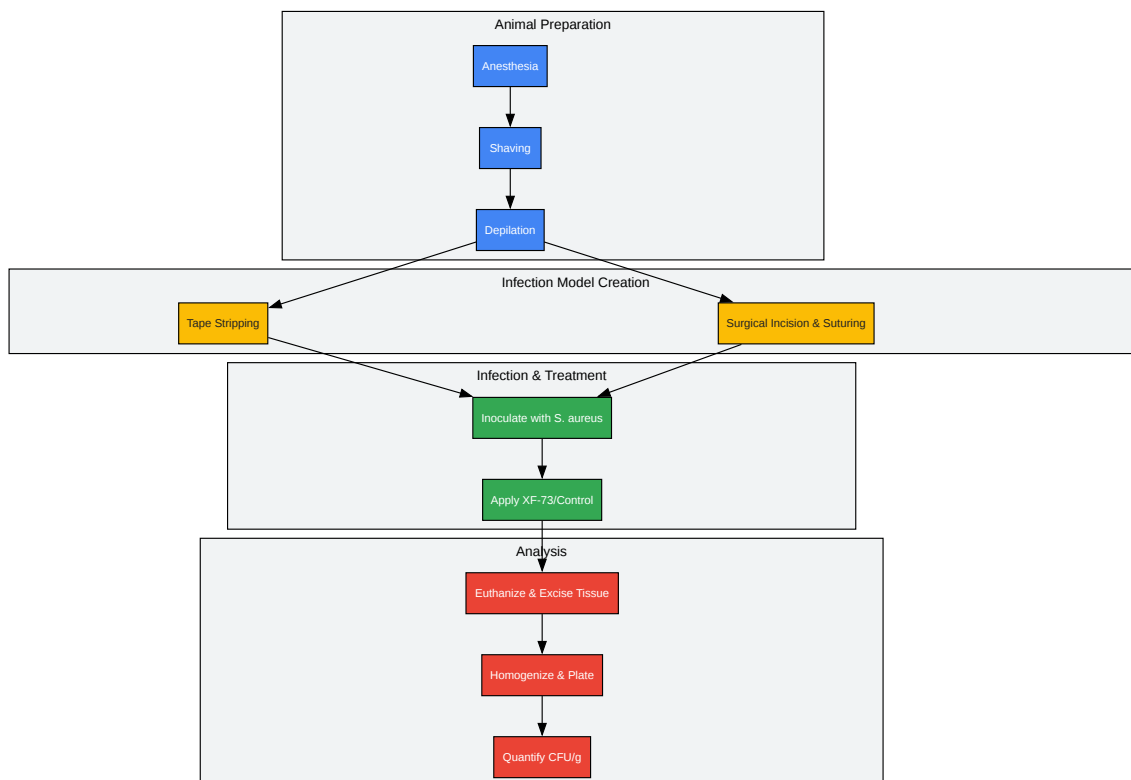 Animal Preparation
Anesthesia
Shaving
Depilation
Infection Model Creation
Tape Stripping
Surgical Incision & Suturing
Infection & Treatment
Inoculate with S. aureus
Apply XF-73/Control
Analysis
Euthanize & Excise Tissue
Homogenize & Plate
Quantify CFU/g